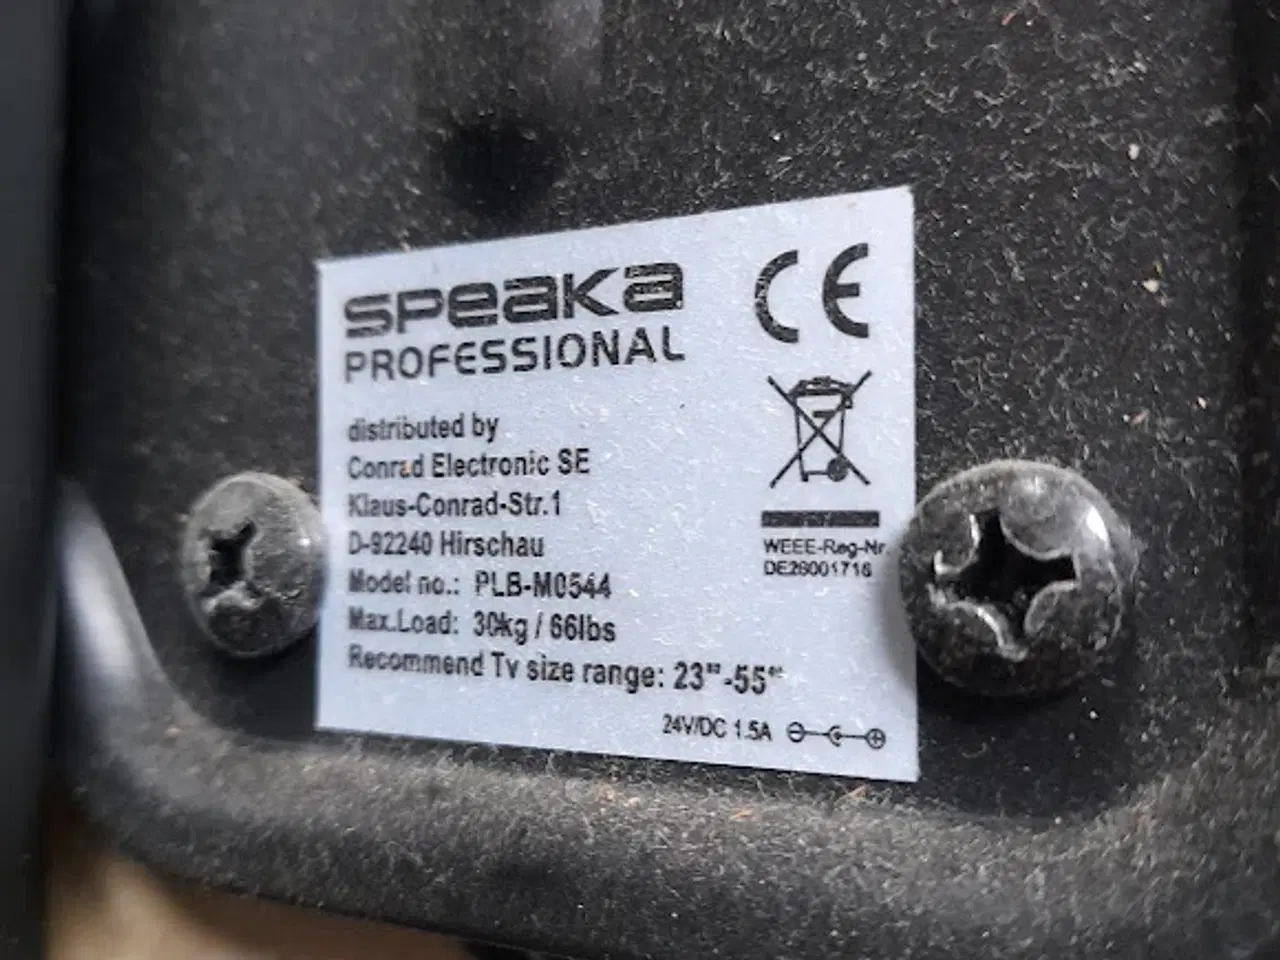 SPEAKA
PROFESSIONAL
CE
distributed by
Conrad Electronic SE
Klaus-Conrad-Str.1
D-92240 Hirschau
Model no.: PLB-M0544
Max.Load: 30kg / 66lbs
Recommend Tv size range: 23"-55"
WEEE-Reg-Nr.
DE28001718
24V/DC 1.5A